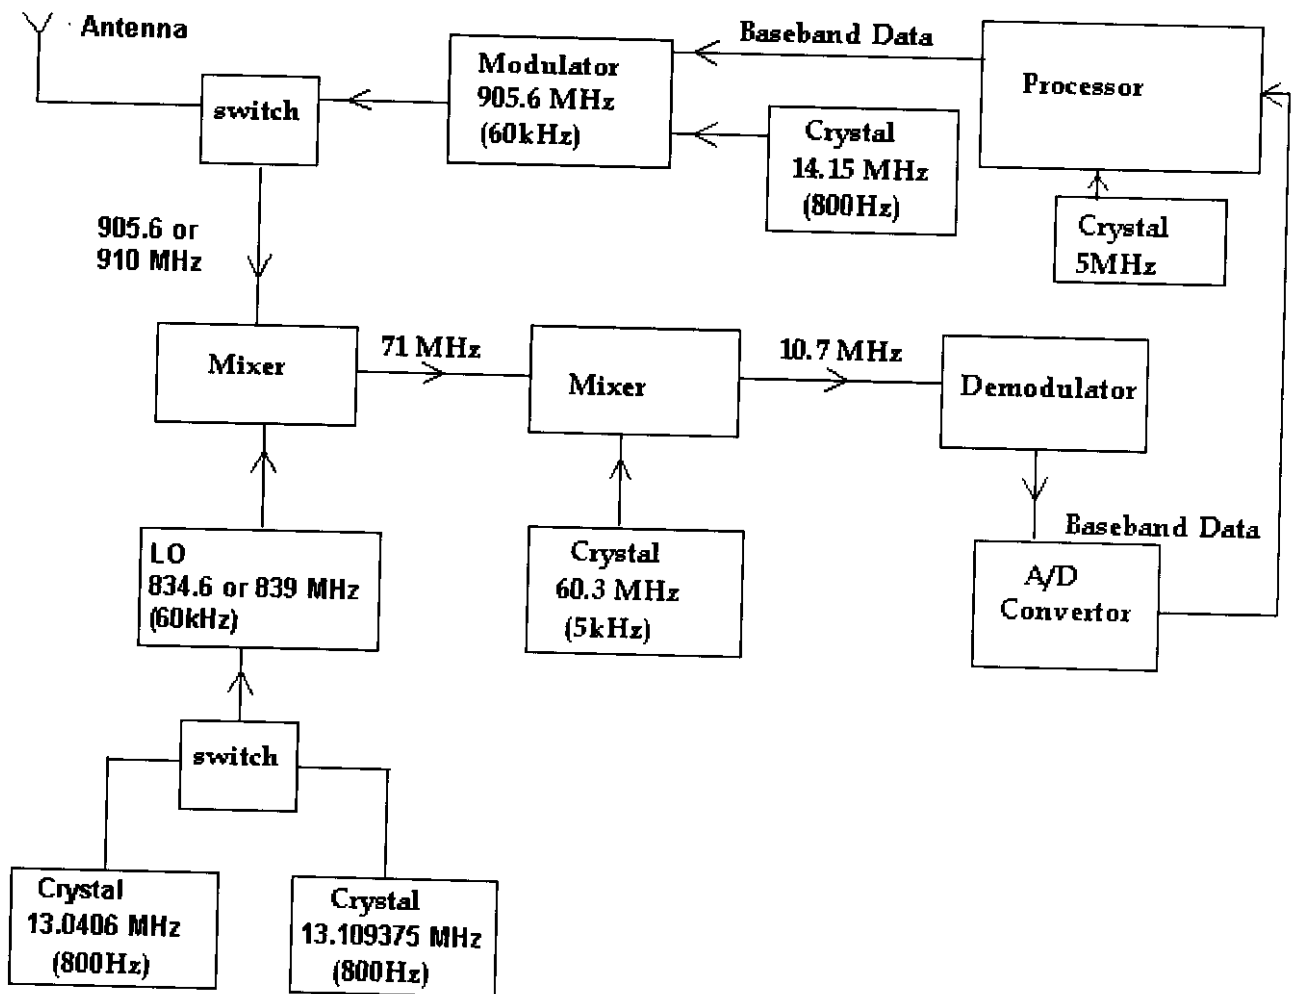 Antenna
Baseband Data
Modulator
905.6 MHz
(60kHz)
Processor
switch
Crystal
14.15 MHz
(800Hz)
Crystal
5MHz
905.6 or
910 MHz
Mixer
71 MHz
Mixer
10.7 MHz
Demodulator
Baseband Data
LO
834.6 or 839 MHz
(60kHz)
Crystal
60.3 MHz
(5kHz)
A/D
Convertor
switch
Crystal
13.0406 MHz
(800Hz)
Crystal
13.109375 MHz
(800Hz)